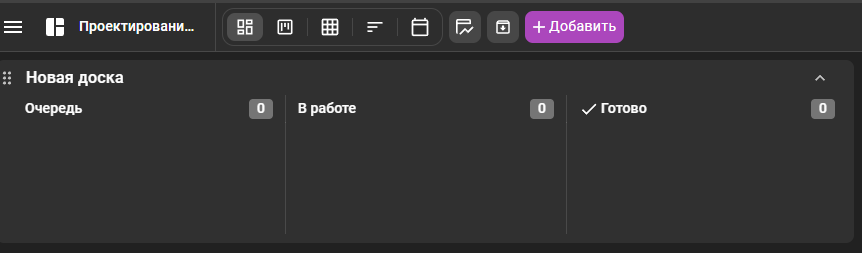 Проектировани...
Добавить
Новая доска
Очередь 0
В работе 0
Готово 0